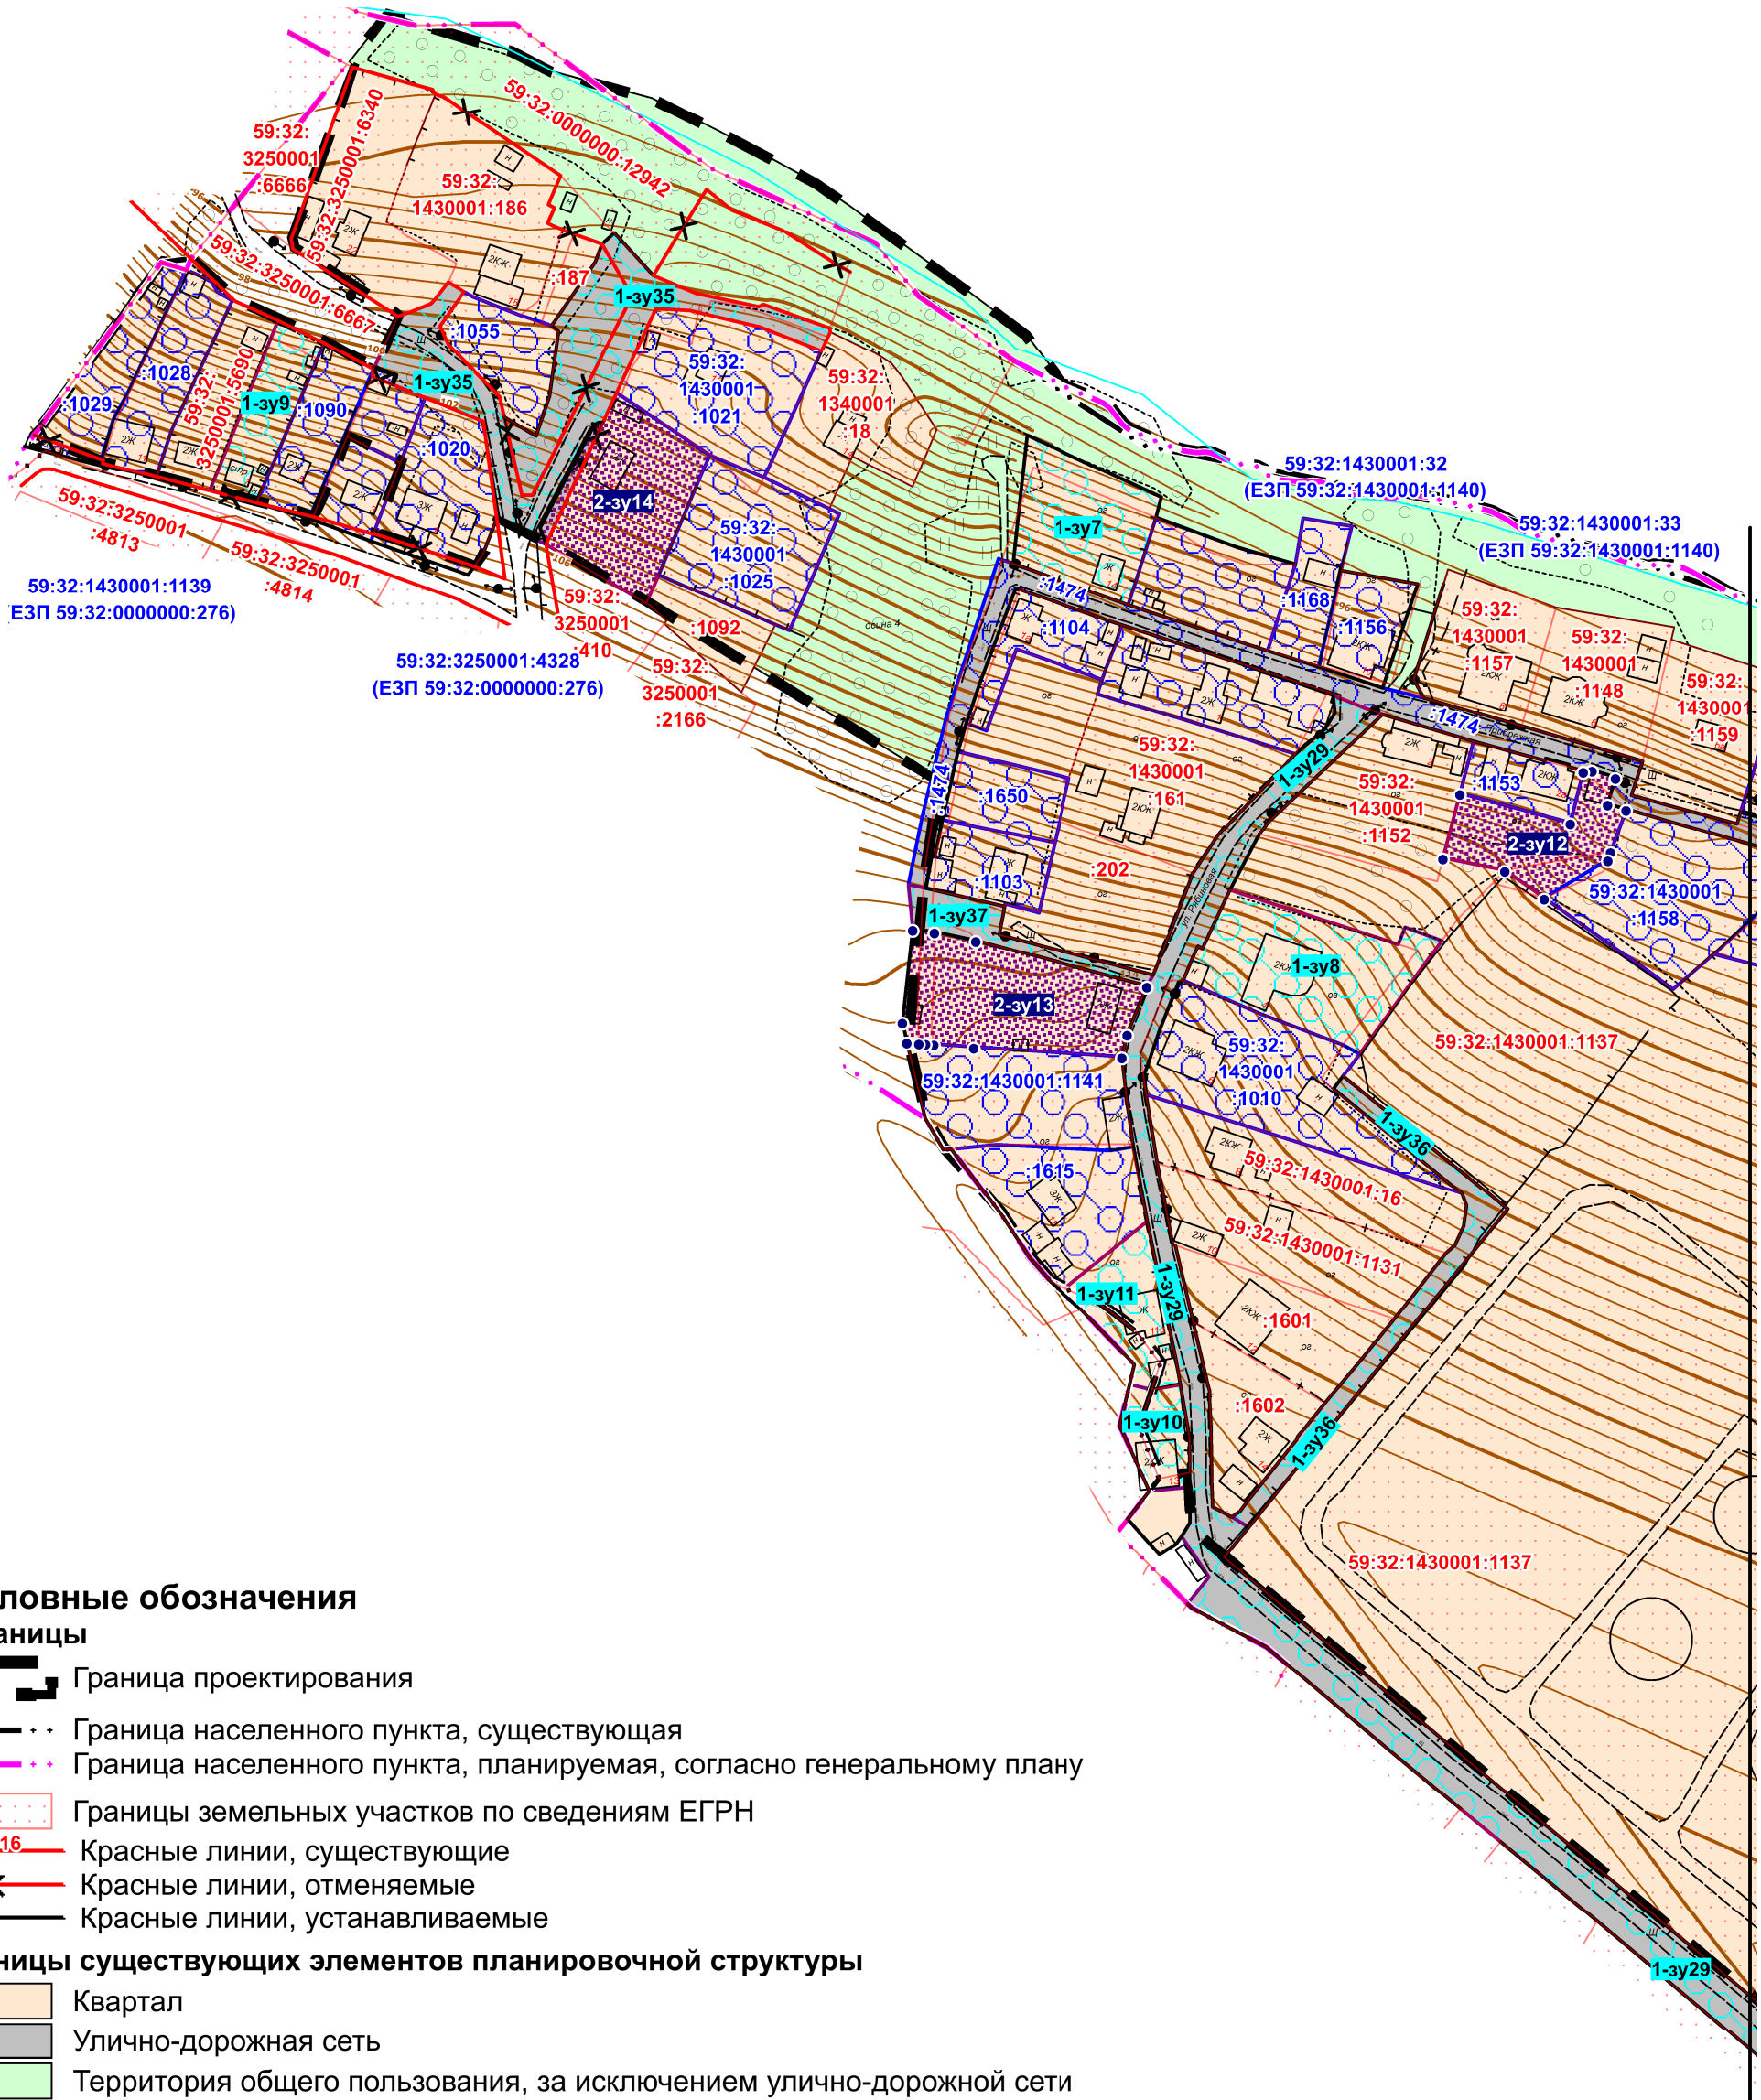 59:32:
3250001
:6666
59:32:3250001:6340
59:32:0000000:12942
59:32:
1430001:186
59:32:3250001:6667
:187
1-зу35
:1055
:1028
:1029
59:32:
3250001:5690
1-зу9
:1090
1-зу35
:1020
59:32:
1430001
:1021
59:32:
1340001
:18
2-зу14
59:32:
1430001
:1025
59:32:3250001
:4813
59:32:3250001
:4814
59:32:1430001:1139
ЕЗП 59:32:0000000:276)
59:32:
3250001
:410
:1092
59:32:3250001:4328
(ЕЗП 59:32:0000000:276)
59:32:
3250001
:2166
осина 4
59:32:1430001:32
(ЕЗП 59:32:1430001:1140)
59:32:1430001:33
(ЕЗП 59:32:1430001:1140)
1-зу7
:1474
:1168
:1104
:1156
59:32:
1430001
:1157
59:32:
1430001
:1148
59:32:
1430001
:1159
:1474
1-зу29
59:32:
1430001
:161
59:32:
1430001
:1152
:1153
2-зу12
59:32:1430001
:1158
:1474
:1650
:1103
:202
ул. Рябиновая
1-зу37
1-зу8
2-зу13
59:32:1430001:1141
59:32:
1430001
:1010
59:32:1430001:1137
1-зу36
:1615
59:32:1430001:16
59:32:1430001:1131
1-зу11
1-зу29
:1601
:1602
1-зу10
1-зу36
59:32:1430001:1137
1-зу29
ловные обозначения
аницы
Граница проектирования
Граница населенного пункта, существующая
Граница населенного пункта, планируемая, согласно генеральному плану
Границы земельных участков по сведениям ЕГРН
16
Красные линии, существующие
Красные линии, отменяемые
Красные линии, устанавливаемые
ницы существующих элементов планировочной структуры
Квартал
Улично-дорожная сеть
Территория общего пользования, за исключением улично-дорожной сети